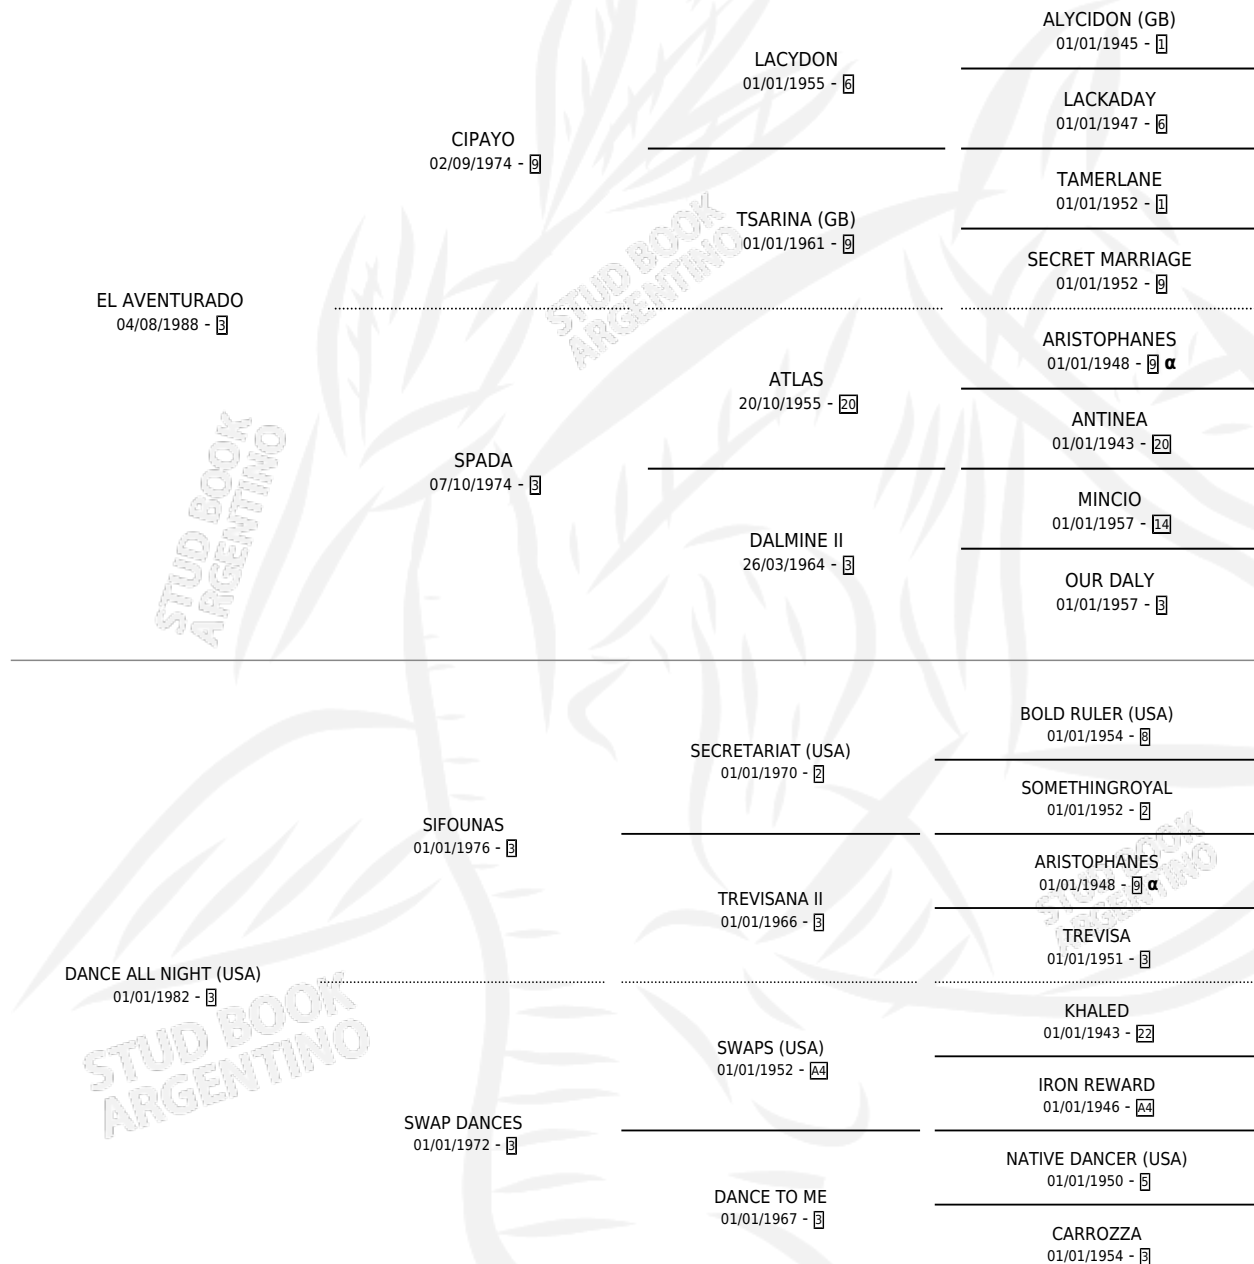 ALYCIDON (GB)
01/01/1945 - 1
LACYDON
01/01/1955 - 6
LACKADAY
01/01/1947 - 6
CIPAYO
02/09/1974 - 9
TAMERLANE
01/01/1952 - 1
TSARINA (GB)
01/01/1961 - 9
SECRET MARRIAGE
01/01/1952 - 9
STUD BOOK
ARGENTINO
EL AVENTURADO
04/08/1988 - 3
ARISTOPHANES
01/01/1948 - 9 α
ATLAS
20/10/1955 - 20
ANTINEA
01/01/1943 - 20
SPADA
07/10/1974 - 3
MINCIO
01/01/1957 - 14
DALMINE II
26/03/1964 - 3
OUR DALY
01/01/1957 - 3
STUD BOOK
ARGENTINO
BOLD RULER (USA)
01/01/1954 - 8
SECRETARIAT (USA)
01/01/1970 - 2
SOMETHINGROYAL
01/01/1952 - 2
SIFOUNAS
01/01/1976 - 3
ARISTOPHANES
01/01/1948 - 9 α
TREVISANA II
01/01/1966 - 3
TREVISA
01/01/1951 - 3
STUD BOOK
ARGENTINO
DANCE ALL NIGHT (USA)
01/01/1982 - 3
KHALED
01/01/1943 - 22
SWAPS (USA)
01/01/1952 - A4
IRON REWARD
01/01/1946 - A4
STUD BOOK
ARGENTINO
SWAP DANCES
01/01/1972 - 3
NATIVE DANCER (USA)
01/01/1950 - 5
DANCE TO ME
01/01/1967 - 3
CARROZZA
01/01/1954 - 3